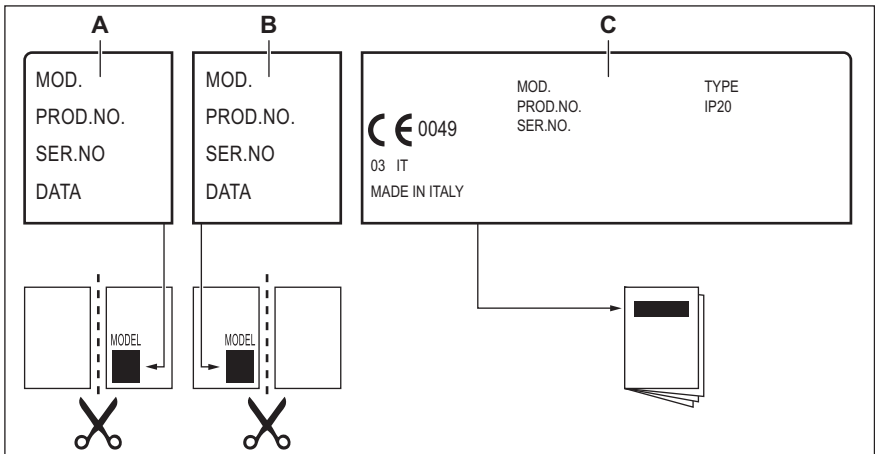 A
B
C
MOD.
PROD.NO.
SER.NO
DATA
MOD.
PROD.NO.
SER.NO
DATA
MOD.
PROD.NO.
SER.NO.
TYPE
IP20
CE 0049
03 IT
MADE IN ITALY
MODEL
MODEL